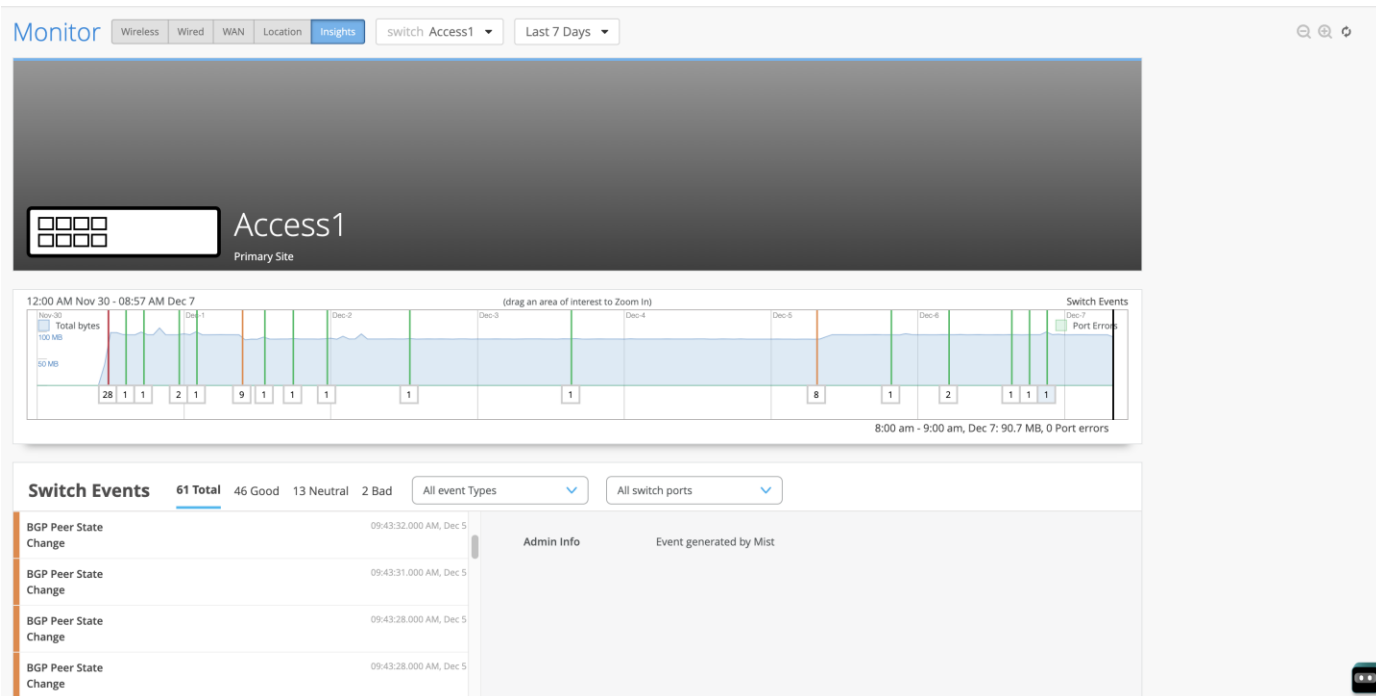 Monitor Wireless Wired WAN Location Insights switch Access1 Last 7 Days
Access1
Primary Site
12:00 AM Nov 30 - 08:57 AM Dec 7 (drag an area of interest to Zoom In) Switch Events
Nov-30 Dec-1 Dec-2 Dec-3 Dec-4 Dec-5 Dec-6 Dec-7
Total bytes Port Errors
100 MB
50 MB
28 1 1 2 1 9 1 1 1 1 1 8 1 2 1 1 1
8:00 am - 9:00 am, Dec 7: 90.7 MB, 0 Port errors
Switch Events 61 Total 46 Good 13 Neutral 2 Bad All event Types All switch ports
BGP Peer State 09:43:32.000 AM, Dec 5
Change
Admin Info Event generated by Mist
BGP Peer State 09:43:31.000 AM, Dec 5
Change
BGP Peer State 09:43:28.000 AM, Dec 5
Change
BGP Peer State 09:43:28.000 AM, Dec 5
Change